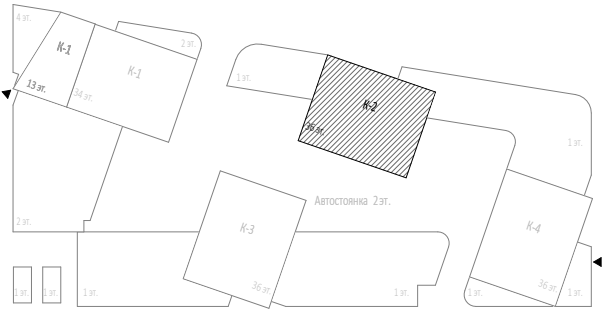 4 эт.
К-1
13 эт.
К-1
34 эт.
2 эт.
1 эт.
К-2
36 эт.
1 эт.
2 эт.
Автостоянка 2 эт.
К-3
36 эт.
К-4
36 эт.
1 эт.
1 эт.
1 эт.
1 эт.
1 эт.
1 эт.